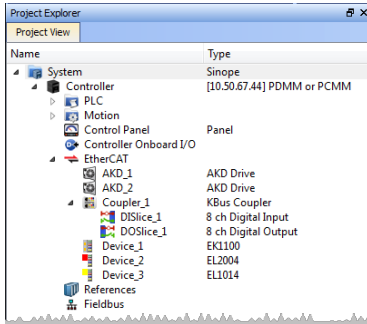 Project Explorer
Project View
Name Type
System Sinope
Controller [10.50.67.44] PDMM or PCMM
PLC
Motion
Control Panel Panel
Controller Onboard I/O
EtherCAT
AKD_1 AKD Drive
AKD_2 AKD Drive
Coupler_1 KBus Coupler
DISlice_1 8 ch Digital Input
DOSlice_1 8 ch Digital Output
Device_1 EK1100
Device_2 EL2004
Device_3 EL1014
References
Fieldbus